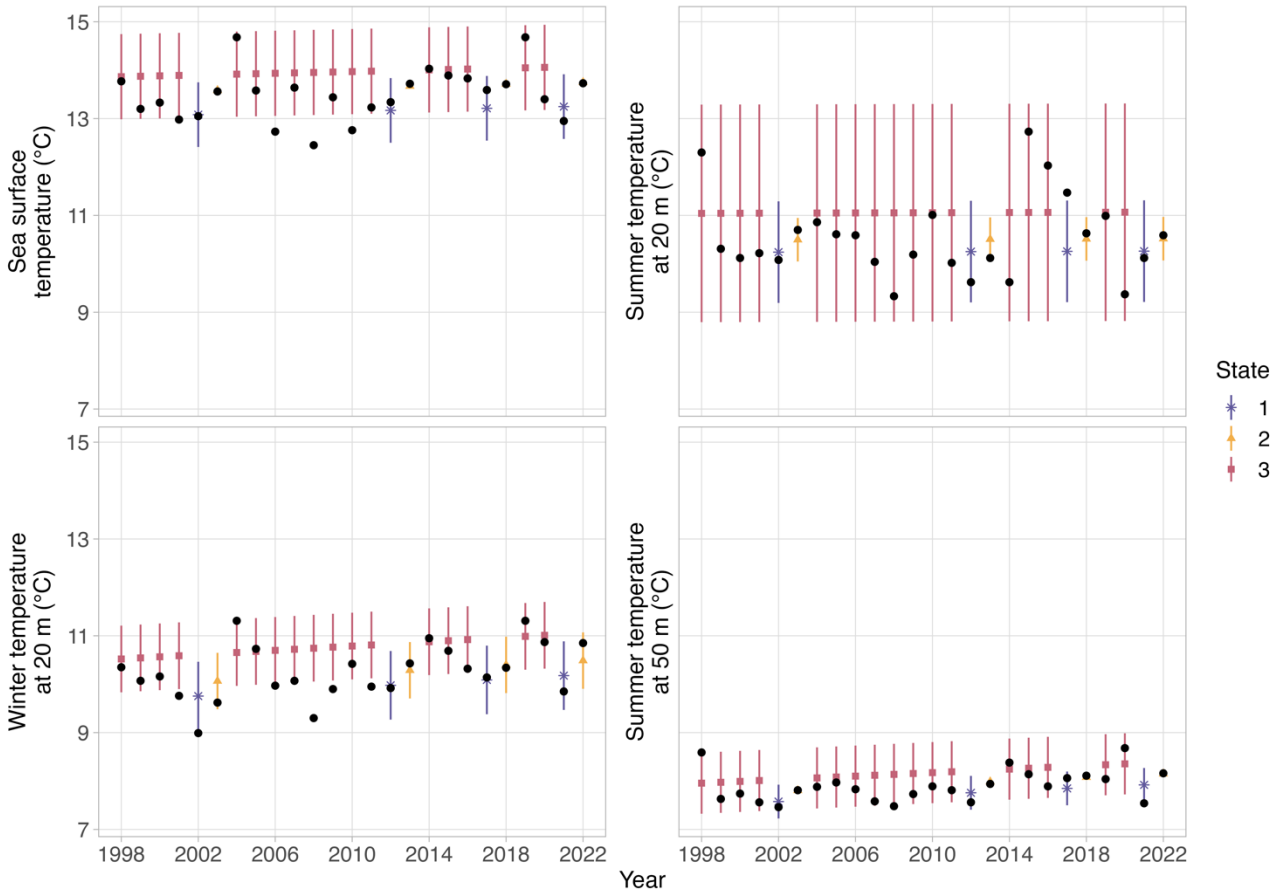 15
13
11
9
7
Sea surface
temperature (°C)
Summer temperature
at 20 m (°C)
15
13
11
9
7
Winter temperature
at 20 m (°C)
Summer temperature
at 50 m (°C)
1998 2002 2006 2010 2014 2018 2022
1998 2002 2006 2010 2014 2018 2022
Year
State
1
2
3